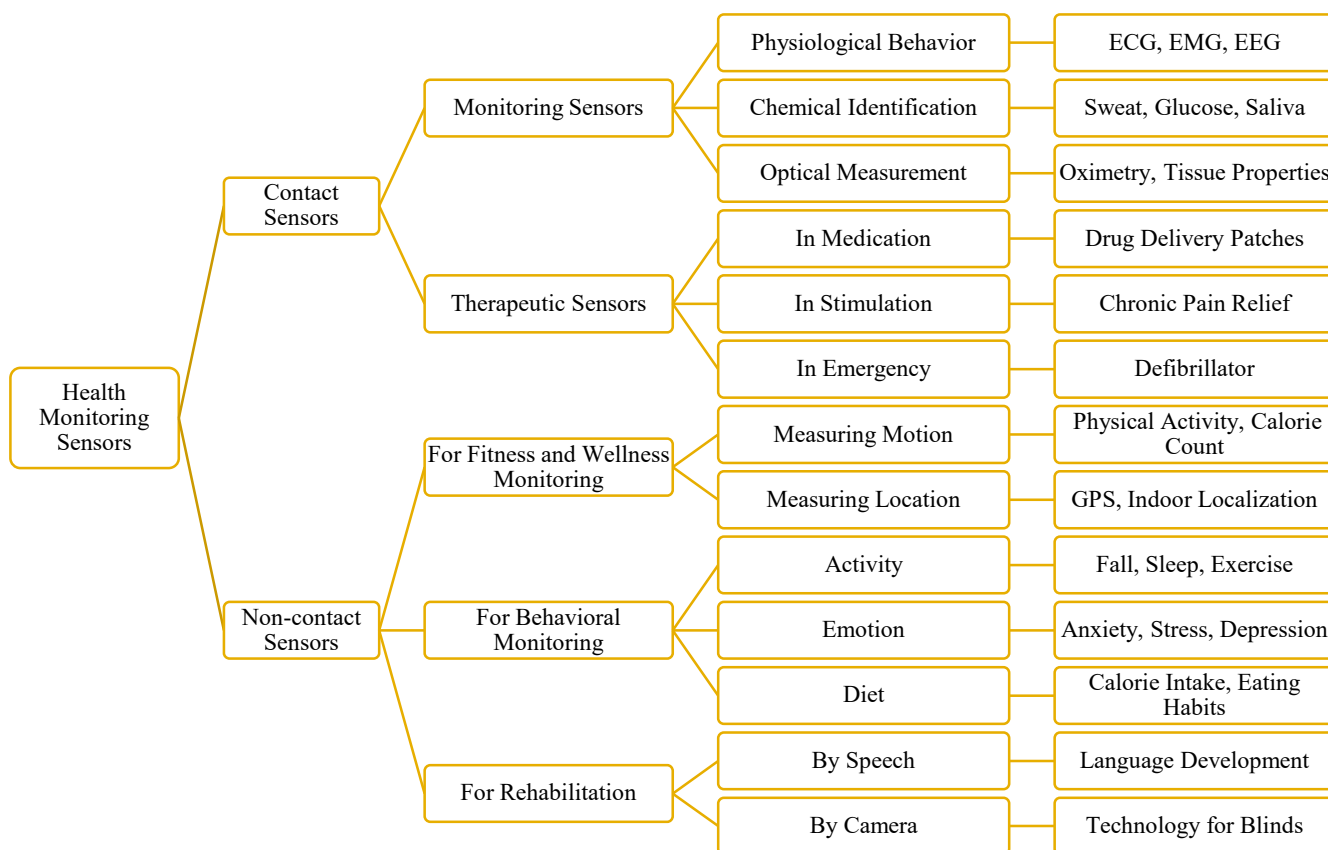 Health
Monitoring
Sensors
Contact
Sensors
Monitoring Sensors
Physiological Behavior
ECG, EMG, EEG
Chemical Identification
Sweat, Glucose, Saliva
Optical Measurement
Oximetry, Tissue Properties
Therapeutic Sensors
In Medication
Drug Delivery Patches
In Stimulation
Chronic Pain Relief
In Emergency
Defibrillator
Non-contact
Sensors
For Fitness and Wellness
Monitoring
Measuring Motion
Physical Activity, Calorie
Count
Measuring Location
GPS, Indoor Localization
For Behavioral
Monitoring
Activity
Fall, Sleep, Exercise
Emotion
Anxiety, Stress, Depression
Diet
Calorie Intake, Eating
Habits
For Rehabilitation
By Speech
Language Development
By Camera
Technology for Blinds